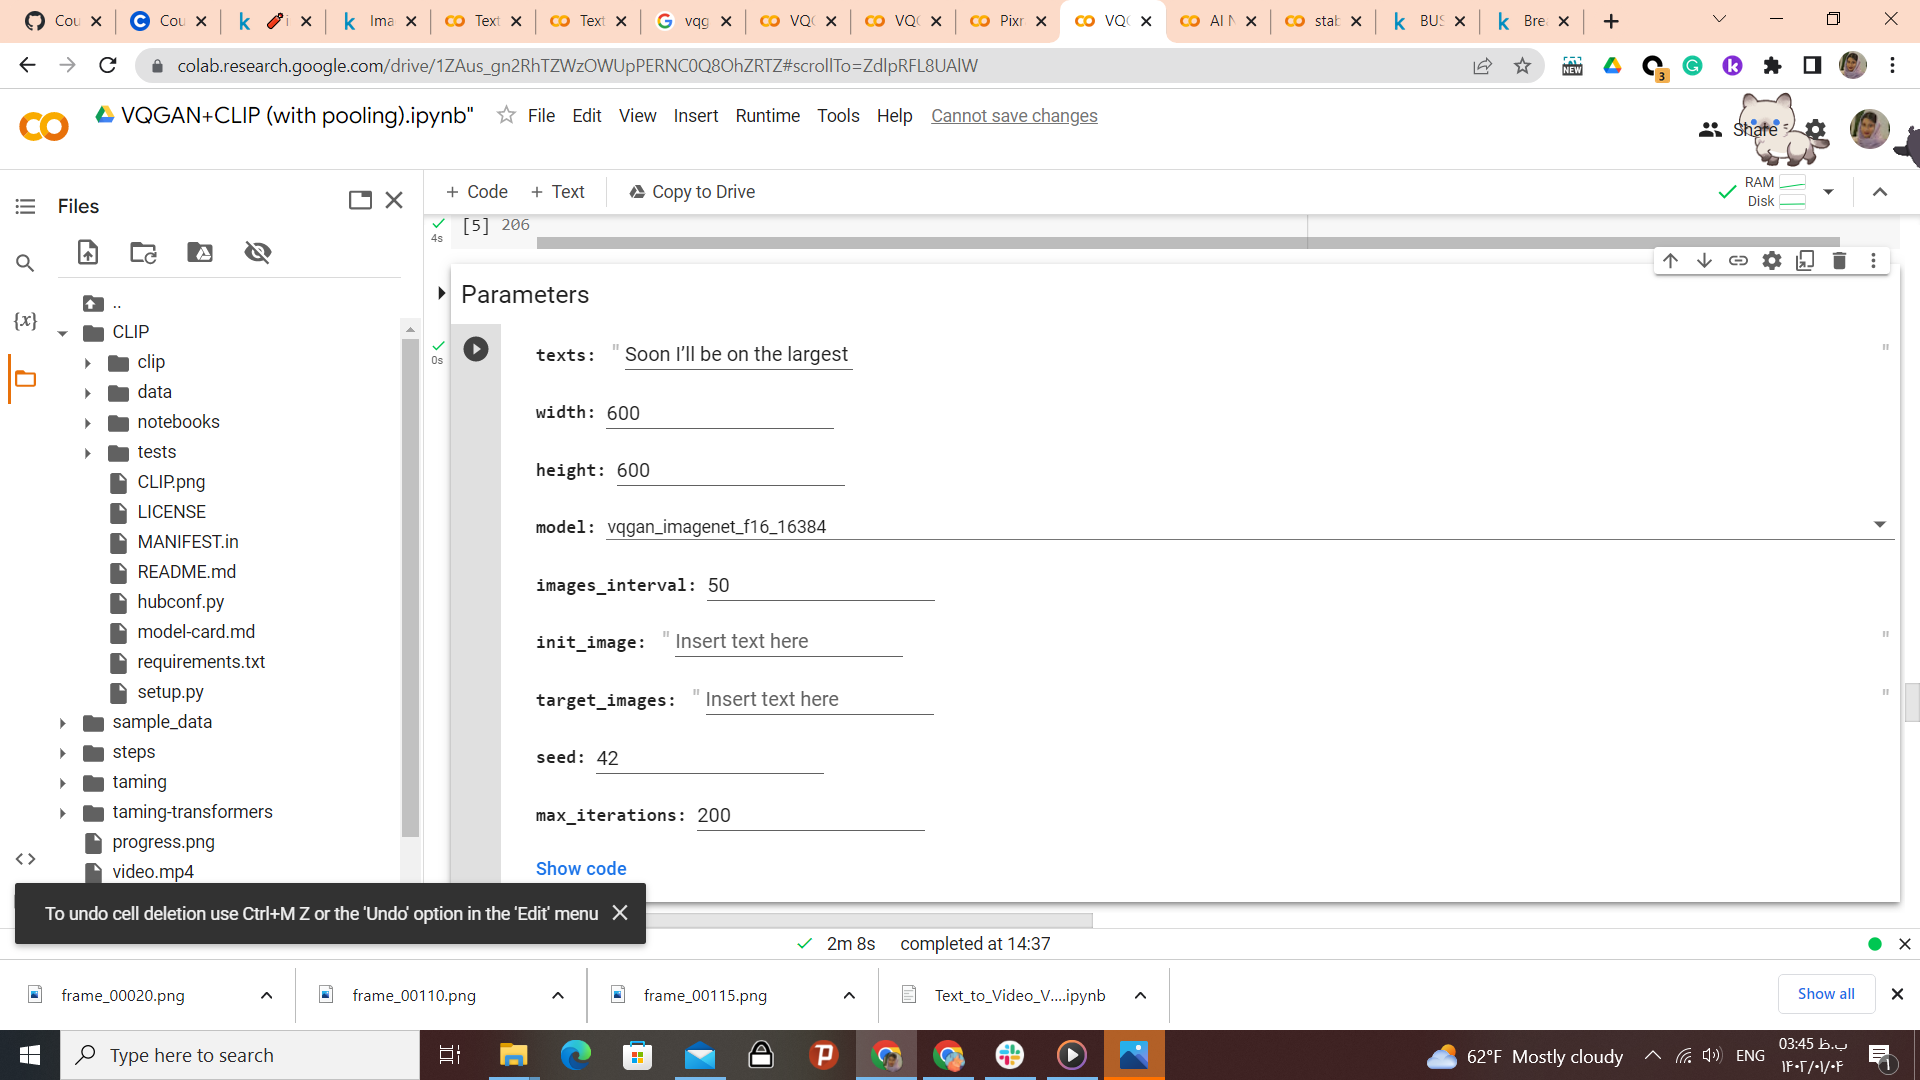 Cou
Cou
i
Ima
Text
Text
vqg
VQ
VQ
Pix
VQ
AI
stab
BUS
Brea
colab.research.google.com/drive/1ZAus_gn2RhTZWzOWUpPERNC0Q8OhZRTZ#scrollTo=ZdlpRFL8UAlW
NEW
3
VQGAN+CLIP (with pooling).ipynb"
File Edit View Insert Runtime Tools Help Cannot save changes
Share
Files
+ Code + Text Copy to Drive
RAM
Disk
4s
[5] 206
Parameters
..
CLIP
clip
data
notebooks
tests
CLIP.png
LICENSE
MANIFEST.in
README.md
hubconf.py
model-card.md
requirements.txt
setup.py
sample_data
steps
taming
taming-transformers
progress.png
video.mp4
{x}
<>
0s
texts: " Soon I’ll be on the largest "
width: 600
height: 600
model: vqgan_imagenet_f16_16384
images_interval: 50
init_image: " Insert text here "
target_images: " Insert text here "
seed: 42
max_iterations: 200
Show code
To undo cell deletion use Ctrl+M Z or the 'Undo' option in the 'Edit' menu
2m 8s completed at 14:37
frame_00020.png
frame_00110.png
frame_00115.png
Text_to_Video_V....ipynb
Show all
Type here to search
62°F Mostly cloudy
ENG
03:45 ب.ظ
۱۴۰۲/۰۱/۰۴
1